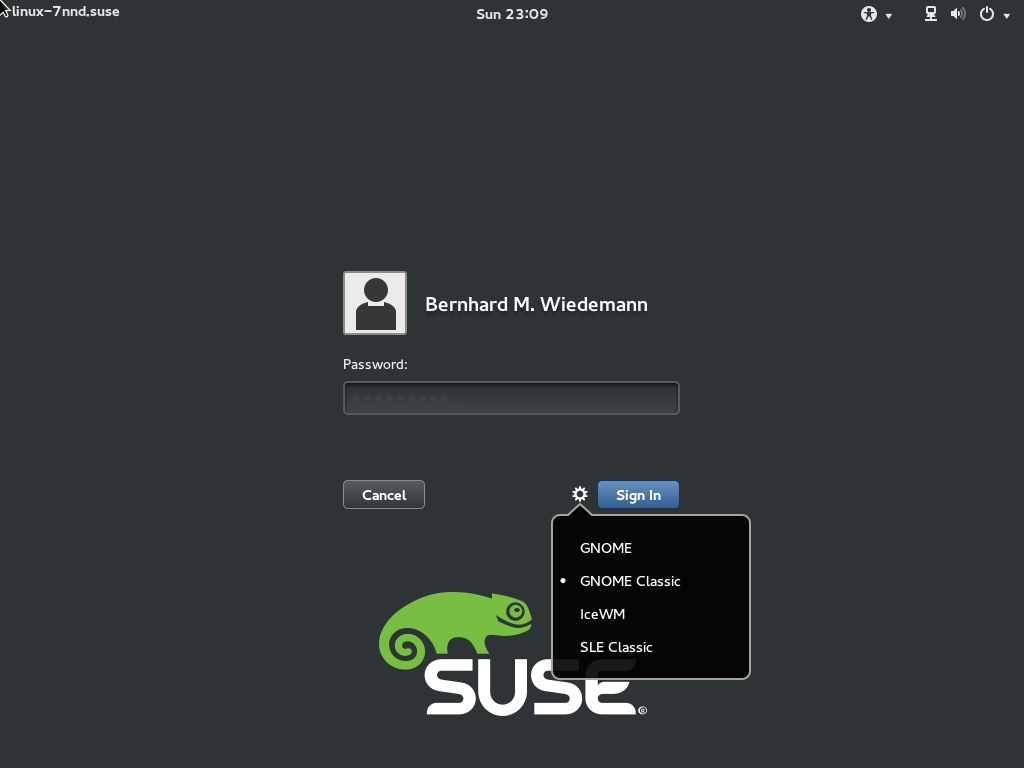 linux-7nnd.suse
Sun 23:09
Bernhard M. Wiedemann
Password:
Cancel
Sign In
GNOME
• GNOME Classic
IceWM
SLE Classic
SUSE®